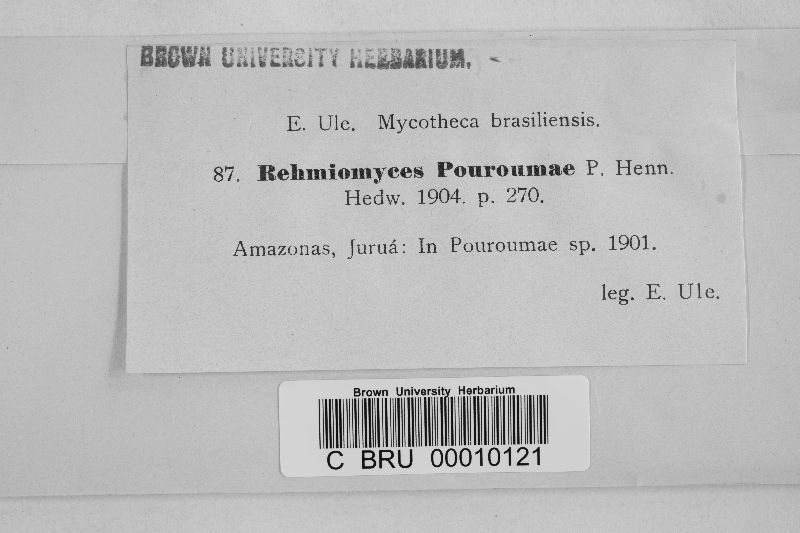 BROWN UNIVERSITY HERBARIUM.
E. Ule. Mycotheca brasiliensis.
87. Rehmiomyces Pouroumae P. Henn.
Hedw. 1904. p. 270.
Amazonas, Juruá: In Pouroumae sp. 1901.
leg. E. Ule.
Brown University Herbarium
C BRU 00010121